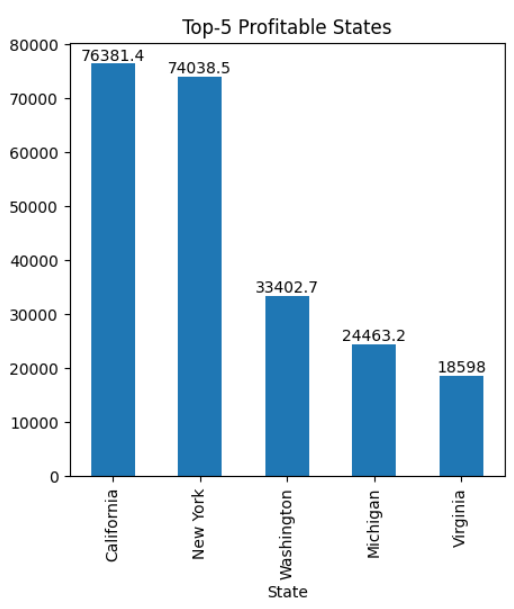 Top-5 Profitable States
80000
70000
60000
50000
40000
30000
20000
10000
0
76381.4
74038.5
33402.7
24463.2
18598
California
New York
Washington
Michigan
Virginia
State